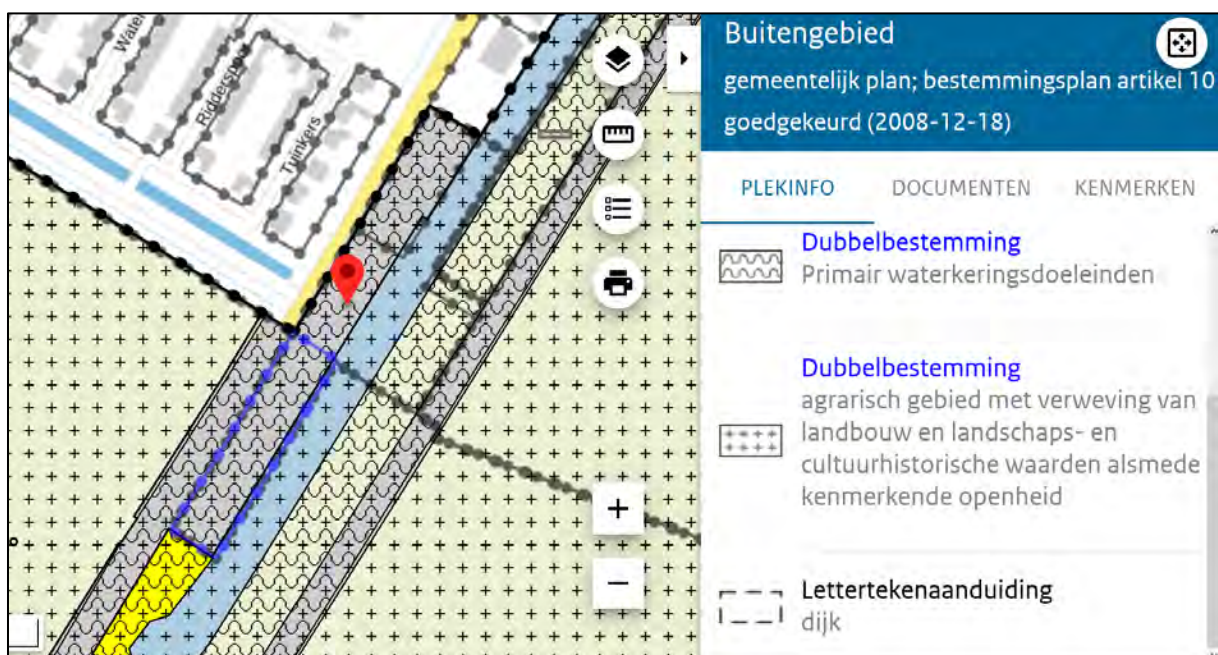 Ridderspoor
Tuinkers
Buitengebied
gemeentelijk plan; bestemmingsplan artikel 10
goedgekeurd (2008-12-18)
PLEKINFO
DOCUMENTEN
KENMERKEN
Dubbelbestemming
Primair waterkeringsdoeleinden
Dubbelbestemming
agrarisch gebied met verweving van
landbouw en landschaps- en
cultuurhistorische waarden alsmede
kenmerkende openheid
Lettertekenaanduiding
dijk